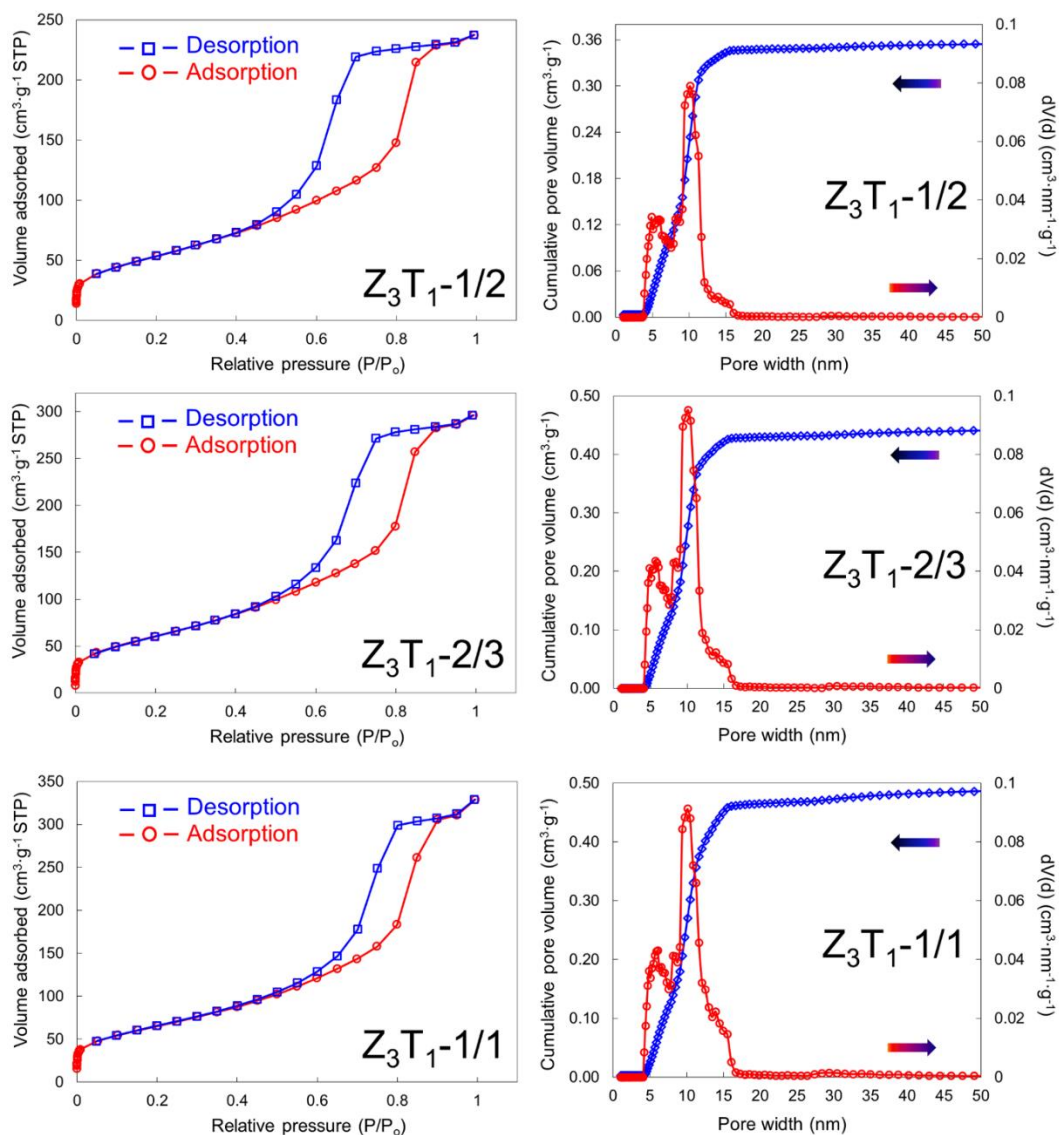 250
200
150
100
50
0
Volume adsorbed (cm³·g⁻¹ STP)
Desorption
Adsorption
Z₃T₁-1/2
0 0.2 0.4 0.6 0.8 1
Relative pressure (P/Pₒ)
0.36
0.30
0.24
0.18
0.12
0.06
0.00
Cumulative pore volume (cm³·g⁻¹)
Z₃T₁-1/2
0.1
0.08
0.06
0.04
0.02
0
dV(d) (cm³·nm⁻¹·g⁻¹)
0 5 10 15 20 25 30 35 40 45 50
Pore width (nm)
300
250
200
150
100
50
0
Volume adsorbed (cm³·g⁻¹ STP)
Desorption
Adsorption
Z₃T₁-2/3
0 0.2 0.4 0.6 0.8 1
Relative pressure (P/Pₒ)
0.50
0.40
0.30
0.20
0.10
0.00
Cumulative pore volume (cm³·g⁻¹)
Z₃T₁-2/3
0.1
0.08
0.06
0.04
0.02
0
dV(d) (cm³·nm⁻¹·g⁻¹)
0 5 10 15 20 25 30 35 40 45 50
Pore width (nm)
350
300
250
200
150
100
50
0
Volume adsorbed (cm³·g⁻¹ STP)
Desorption
Adsorption
Z₃T₁-1/1
0 0.2 0.4 0.6 0.8 1
Relative pressure (P/Pₒ)
0.50
0.40
0.30
0.20
0.10
0.00
Cumulative pore volume (cm³·g⁻¹)
Z₃T₁-1/1
0.1
0.08
0.06
0.04
0.02
0
dV(d) (cm³·nm⁻¹·g⁻¹)
0 5 10 15 20 25 30 35 40 45 50
Pore width (nm)